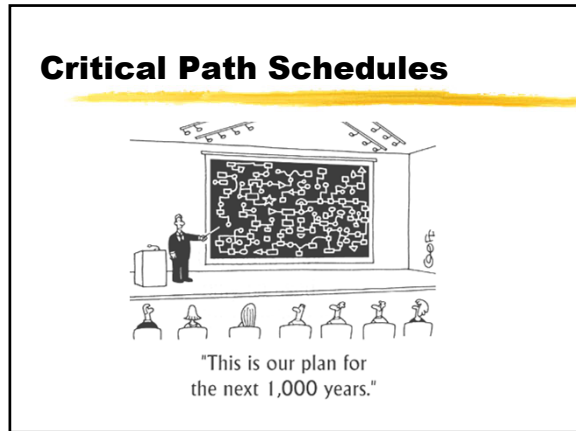 Critical Path Schedules
"This is our plan for
the next 1,000 years."